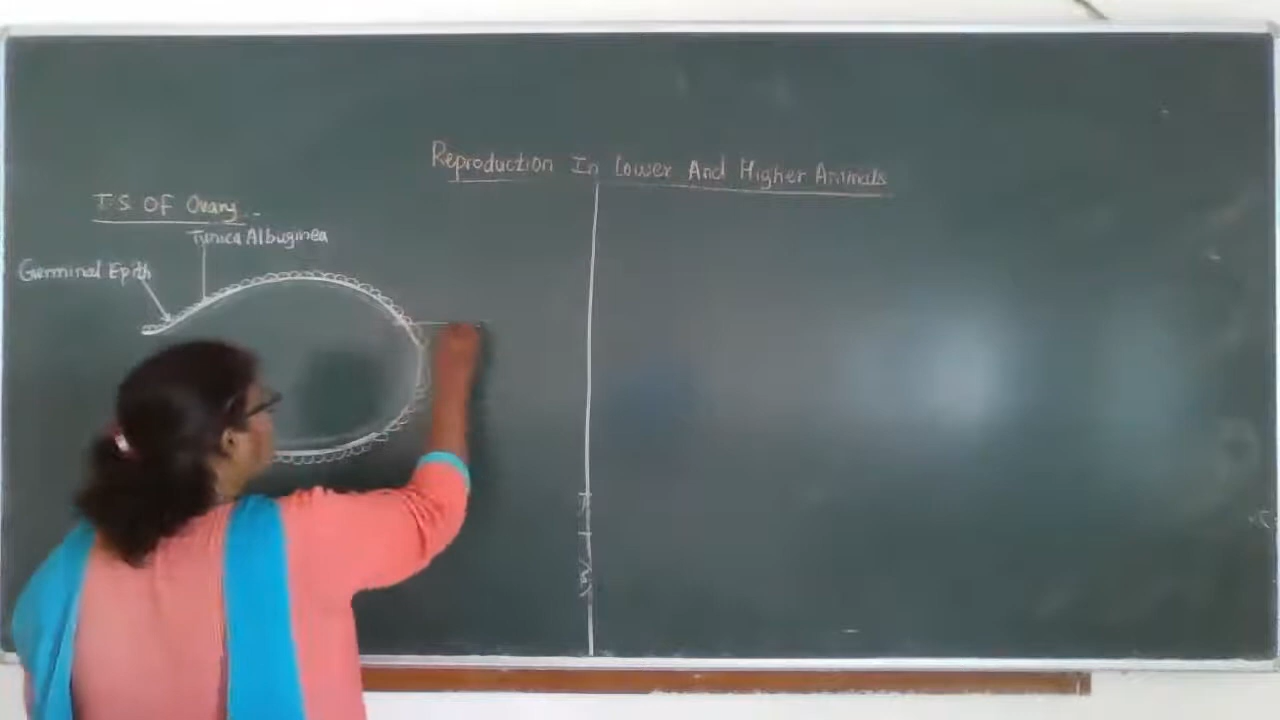 Reproduction In Lower And Higher Animals
T.S Of Ovary
Tunica Albuginea
Germinal Epith